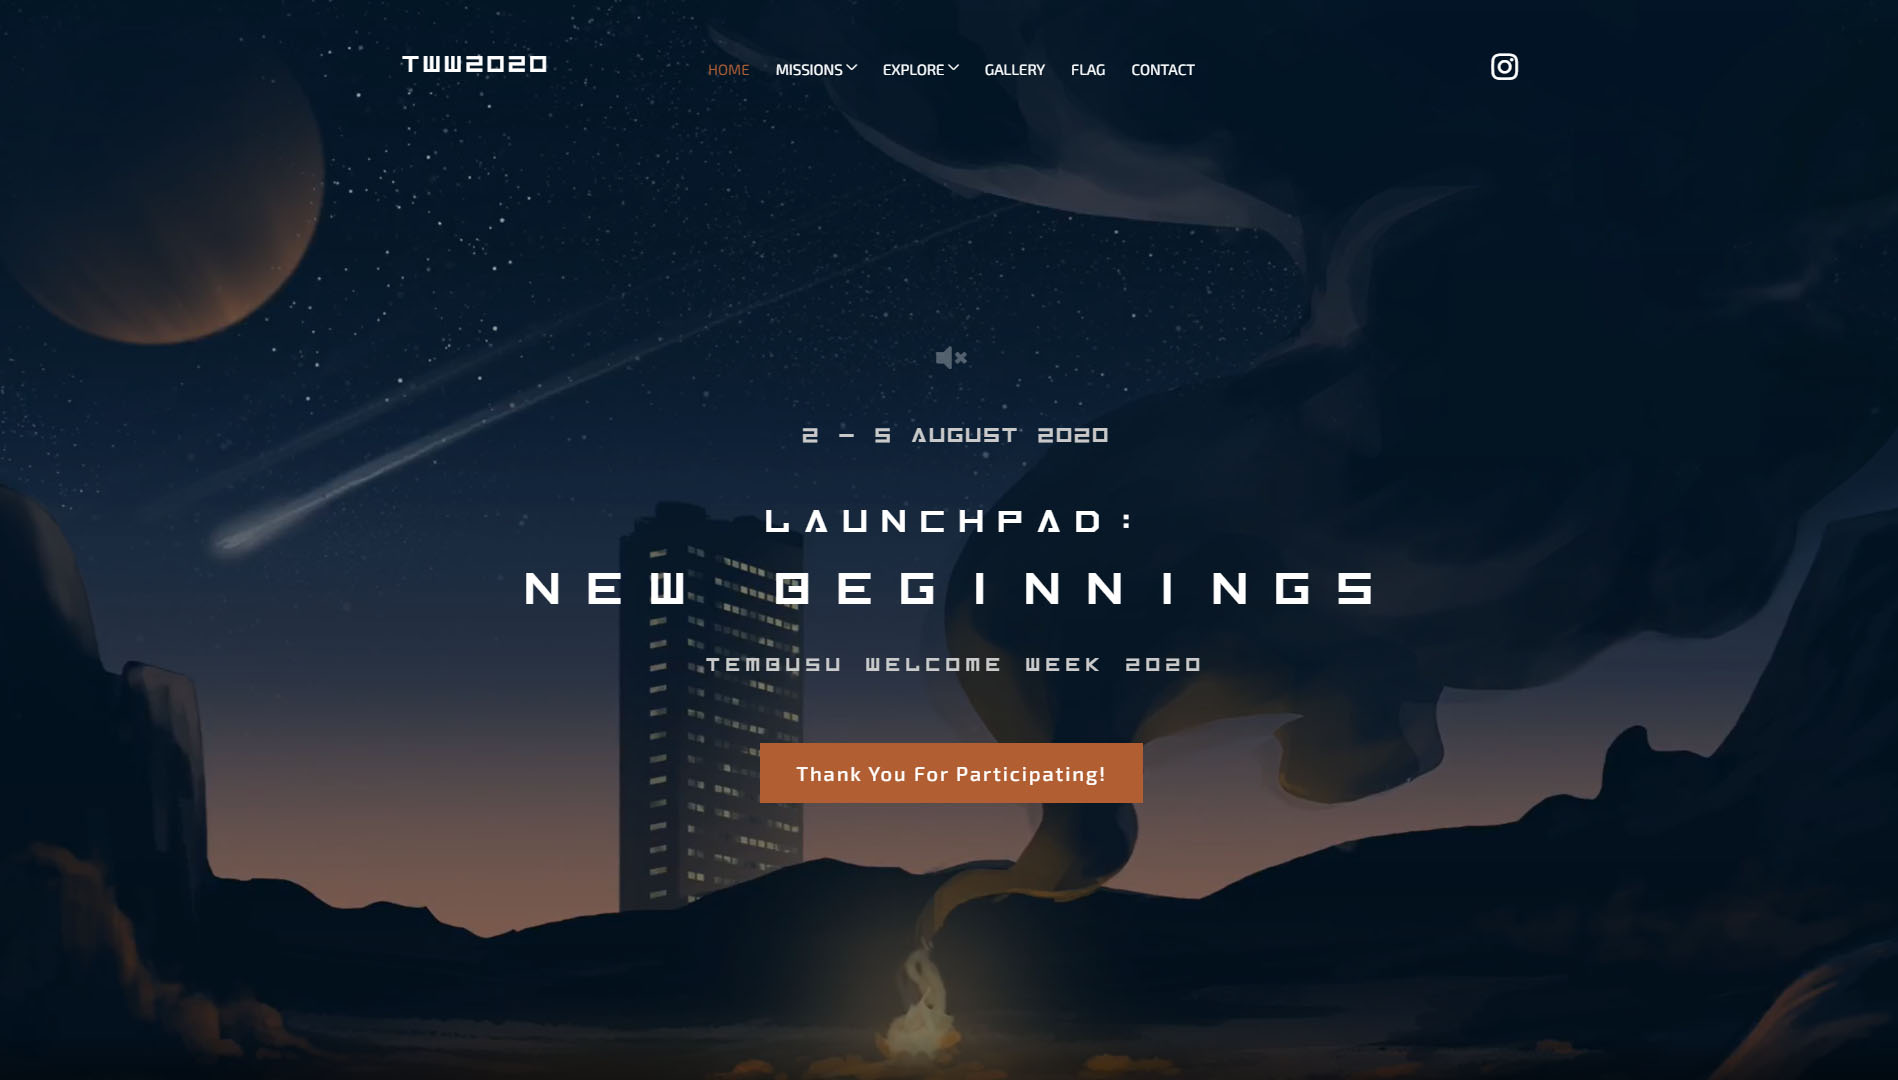 TWW2020
HOME MISSIONS EXPLORE GALLERY FLAG CONTACT
2 - 5 AUGUST 2020
LAUNCHPAD:
NEW BEGINNINGS
TEMBUSU WELCOME WEEK 2020
Thank You For Participating!